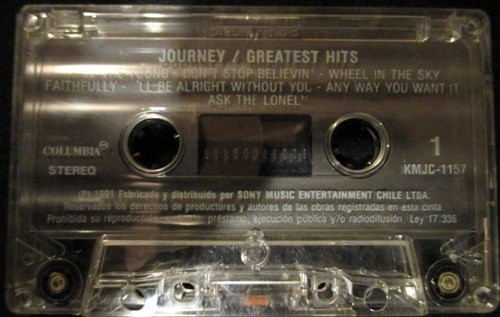 JOURNEY / GREATEST HITS
YOUNG - DON'T STOP BELIEVIN' - WHEEL IN THE SKY
FAITHFULLY - I'LL BE ALRIGHT WITHOUT YOU - ANY WAY YOU WANT IT
ASK THE LONELY
COLUMBIA
STEREO
1
KMJC-1157
(P) 1991 Fabricado y distribuido por SONY MUSIC ENTERTAINMENT CHILE LTDA.
Reservados los derechos de productores y autores de las obras registradas en esta cinta
Prohibida su reproducción, préstamo, ejecución pública y/o radiodifusión. Ley 17.336